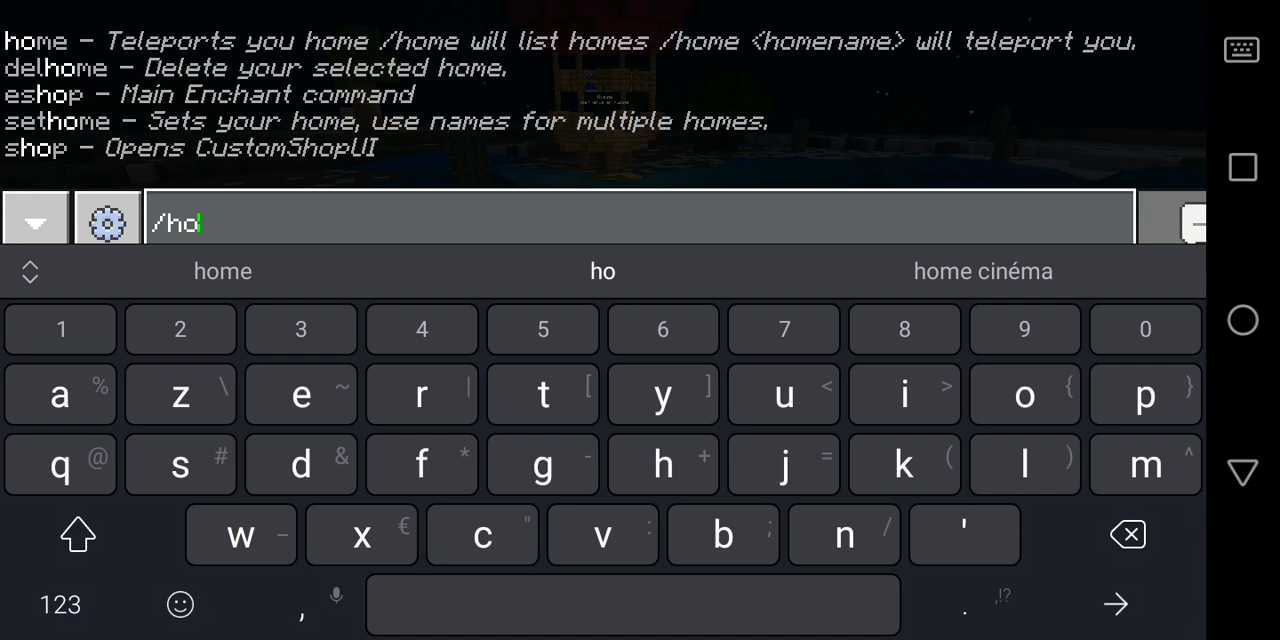 home - Teleports you home /home will list homes /home <homename> will teleport you.
delhome - Delete your selected home.
eshop - Main Enchant command
sethome - Sets your home, use names for multiple homes.
shop - Opens CustomShopUI
/ho
home ho home cinéma
1 2 3 4 5 6 7 8 9 0
a % z \ e ~ r | t [ y ] u < i > o { p }
q @ s # d & f * g - h + j = k ( l ) m ^
w _ x € c " v : b ; n / '
123 , . ,!?